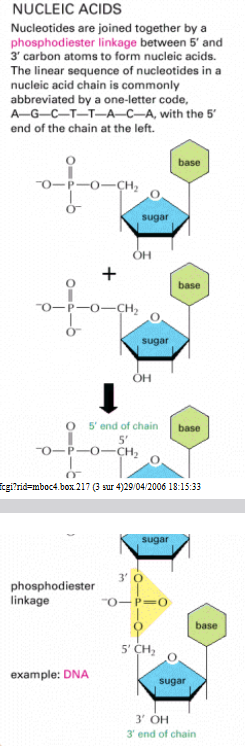 NUCLEIC ACIDS
Nucleotides are joined together by a
phosphodiester linkage between 5′ and
3′ carbon atoms to form nucleic acids.
The linear sequence of nucleotides in a
nucleic acid chain is commonly
abbreviated by a one-letter code,
A—G—C—T—T—A—C—A, with the 5′
end of the chain at the left.
O
base
⁻O—P—O—CH₂
O
O⁻
sugar
OH
+
O
base
⁻O—P—O—CH₂
O
O⁻
sugar
OH
O 5′ end of chain
base
5′
⁻O—P—O—CH₂
O
O⁻
sugar
fcgi?rid=mboc4.box.217 (3 sur 4)29/04/2006 18:15:33
sugar
3′ O
phosphodiester
linkage
⁻O—P=O
O
base
5′ CH₂
O
example: DNA
sugar
3′ OH
3′ end of chain